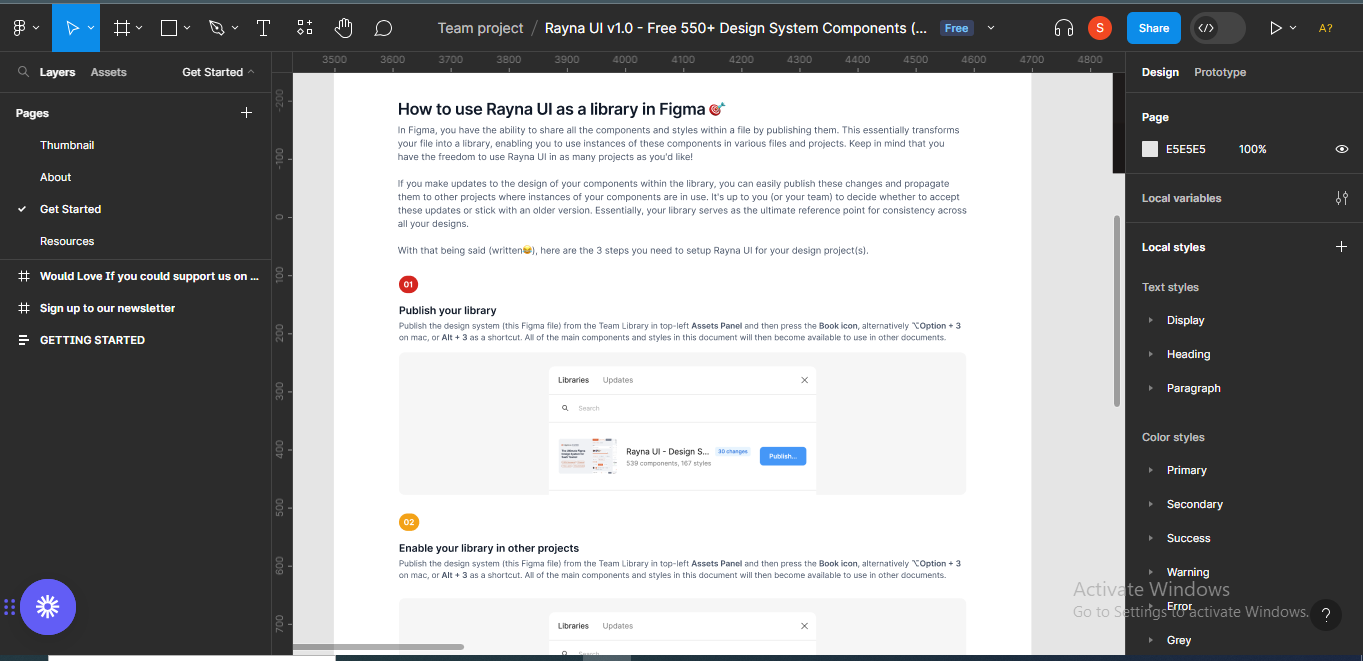 Team project / Rayna UI v1.0 - Free 550+ Design System Components (...
Free
S
Share
A?
Layers
Assets
Get Started
3500 3600 3700 3800 3900 4000 4100 4200 4300 4400 4500 4600 4700 4800
Design
Prototype
Pages
Thumbnail
About
Get Started
Resources
Would Love If you could support us on ...
Sign up to our newsletter
GETTING STARTED
-200
-100
0
100
200
300
400
500
600
700
How to use Rayna UI as a library in Figma🎯
In Figma, you have the ability to share all the components and styles within a file by publishing them. This essentially transforms
your file into a library, enabling you to use instances of these components in various files and projects. Keep in mind that you
have the freedom to use Rayna UI in as many projects as you'd like!
If you make updates to the design of your components within the library, you can easily publish these changes and propagate
them to other projects where instances of your components are in use. It's up to you (or your team) to decide whether to accept
these updates or stick with an older version. Essentially, your library serves as the ultimate reference point for consistency across
all your designs.
With that being said (written😂), here are the 3 steps you need to setup Rayna UI for your design project(s).
01
Publish your library
Publish the design system (this Figma file) from the Team Library in top-left Assets Panel and then press the Book icon, alternatively ⌥Option + 3
on mac, or Alt + 3 as a shortcut. All of the main components and styles in this document will then become available to use in other documents.
Libraries
Updates
Search
Rayna UI - Design S...
30 changes
539 components, 167 styles
Publish...
02
Enable your library in other projects
Publish the design system (this Figma file) from the Team Library in top-left Assets Panel and then press the Book icon, alternatively ⌥Option + 3
on mac, or Alt + 3 as a shortcut. All of the main components and styles in this document will then become available to use in other documents.
Libraries
Updates
Search
Page
E5E5E5
100%
Local variables
Local styles
Text styles
Display
Heading
Paragraph
Color styles
Primary
Secondary
Success
Warning
Error
Grey
Activate Windows
Go to Settings to activate Windows.
?